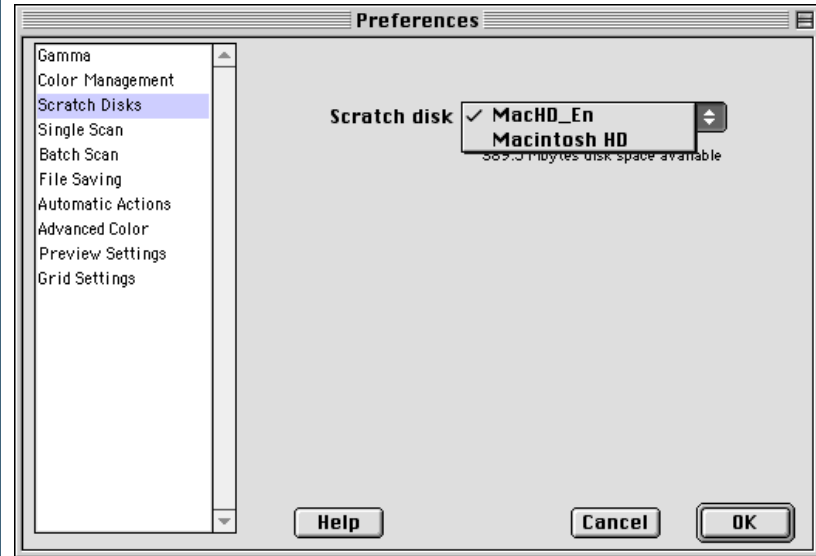 Preferences
Gamma
Color Management
Scratch Disks
Single Scan
Batch Scan
File Saving
Automatic Actions
Advanced Color
Preview Settings
Grid Settings
Scratch disk
✓ MacHD_En
Macintosh HD
Mbytes disk space available
Help
Cancel
OK